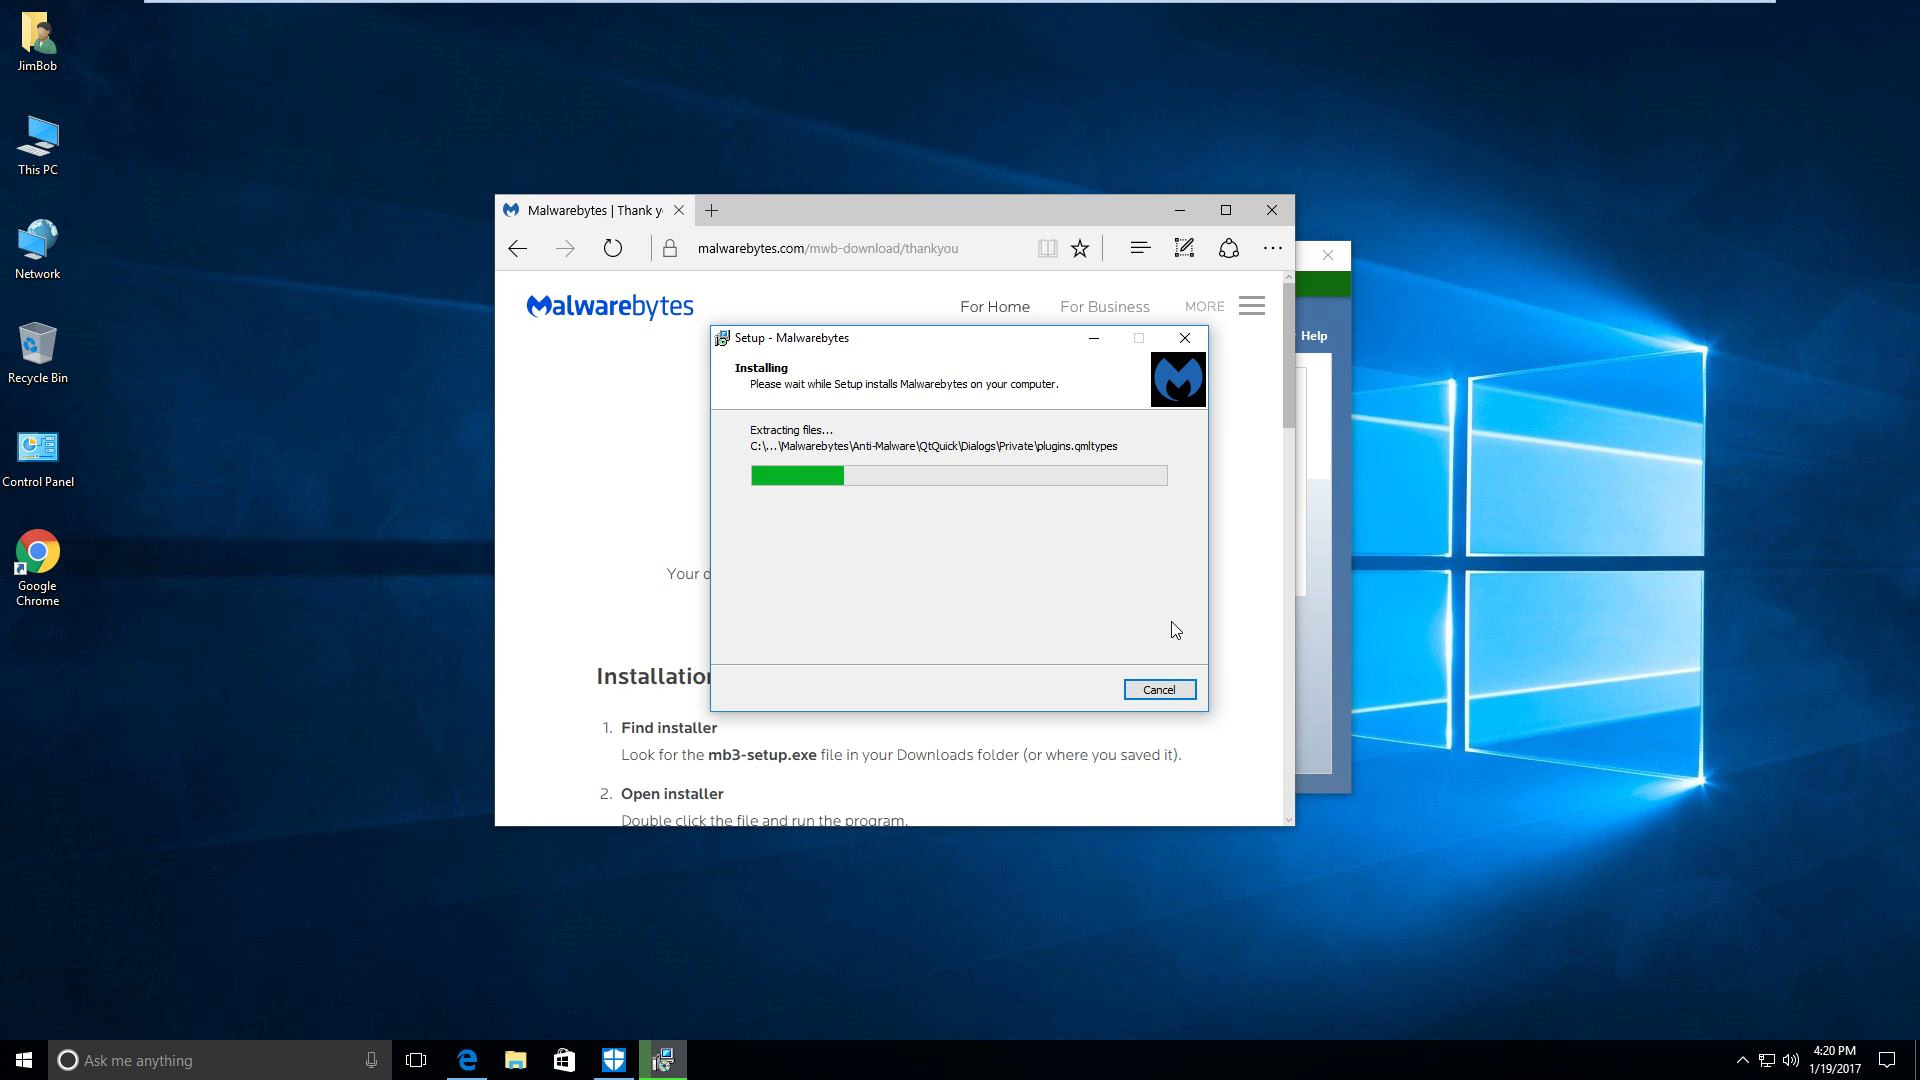 JimBob
This PC
Network
Recycle Bin
Control Panel
Google
Chrome
Malwarebytes | Thank y
malwarebytes.com/mwb-download/thankyou
Malwarebytes
For Home
For Business
MORE
Help
Setup - Malwarebytes
Installing
Please wait while Setup installs Malwarebytes on your computer.
Extracting files...
C:\...\Malwarebytes\Anti-Malware\QtQuick\Dialogs\Private\plugins.qmltypes
Cancel
Your d
Installation
1. Find installer
Look for the mb3-setup.exe file in your Downloads folder (or where you saved it).
2. Open installer
Double click the file and run the program.
Ask me anything
4:20 PM
1/19/2017